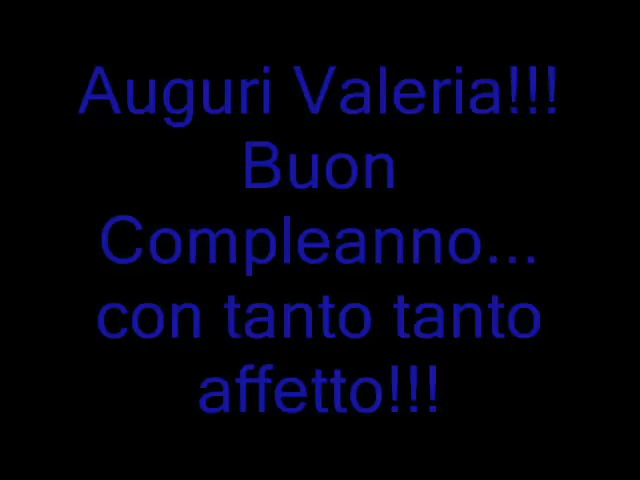 Auguri Valeria!!!
Buon
Compleanno...
con tanto tanto
affetto!!!